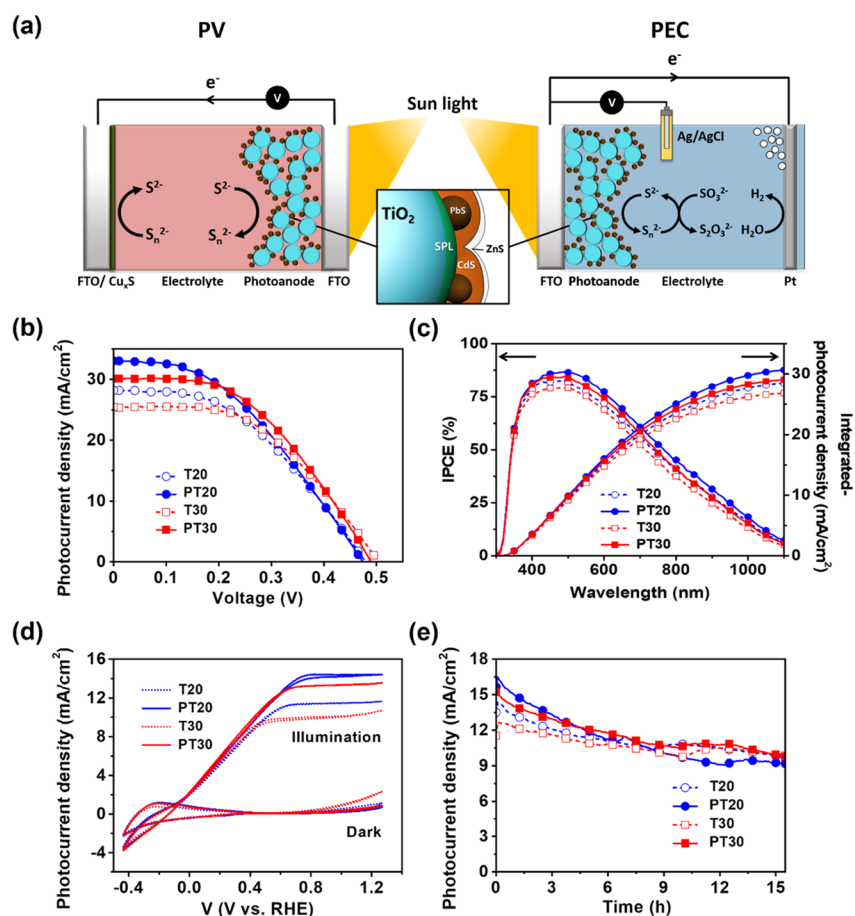 (a)
PV
PEC
e-
V
Sun light
e-
V
Ag/AgCl
S2-
Sn2-
S2-
Sn2-
TiO2
SPL
PbS
CdS
ZnS
S2-
Sn2-
SO32-
S2O32-
H2
H2O
FTO/ CuxS
Electrolyte
Photoanode
FTO
FTO
Photoanode
Electrolyte
Pt
(b)
Photocurrent density (mA/cm2)
30
20
10
0
T20
PT20
T30
PT30
0 0.1 0.2 0.3 0.4 0.5
Voltage (V)
(c)
IPCE (%)
100
75
50
25
0
T20
PT20
T30
PT30
30
20
10
0
Integrated-
photocurrent density (mA/cm2)
400 600 800 1000
Wavelength (nm)
(d)
Photocurrent density (mA/cm2)
16
12
8
4
0
-4
T20
PT20
T30
PT30
Illumination
Dark
-0.4 0.0 0.4 0.8 1.2
V (V vs. RHE)
(e)
Photocurrent density (mA/cm2)
18
15
12
9
6
3
0
T20
PT20
T30
PT30
0 3 6 9 12 15
Time (h)